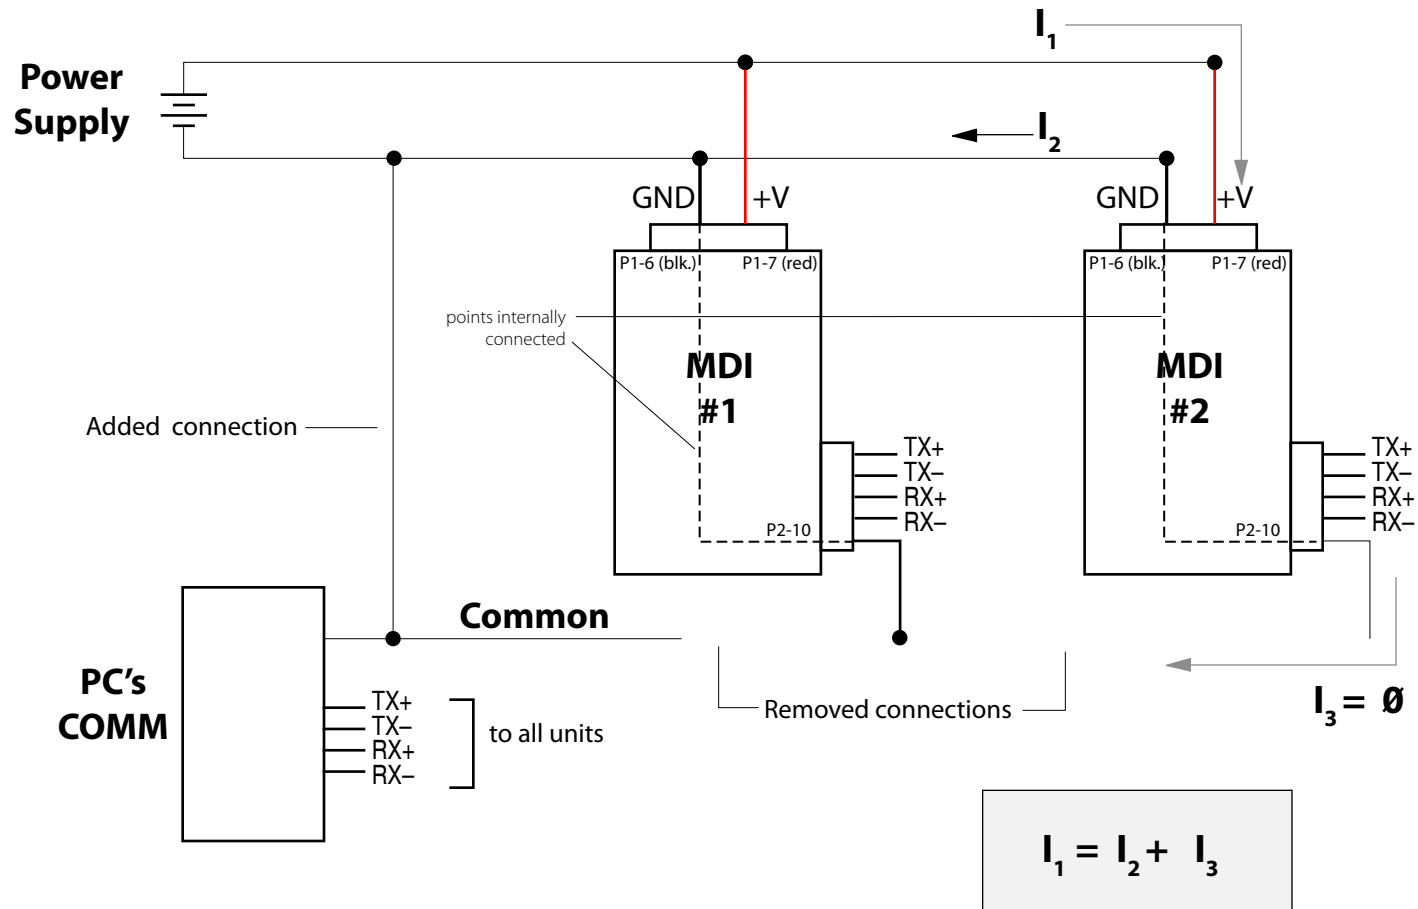 I1
Power
Supply
I2
GND
+V
GND
+V
P1-6 (blk.)
P1-7 (red)
P1-6 (blk.)
P1-7 (red)
points internally
connected
MDI
#1
MDI
#2
Added connection
TX+
TX–
RX+
RX–
P2-10
TX+
TX–
RX+
RX–
P2-10
Common
PC’s
COMM
TX+
TX–
RX+
RX–
to all units
Removed connections
I3 = Ø
I1 = I2 + I3